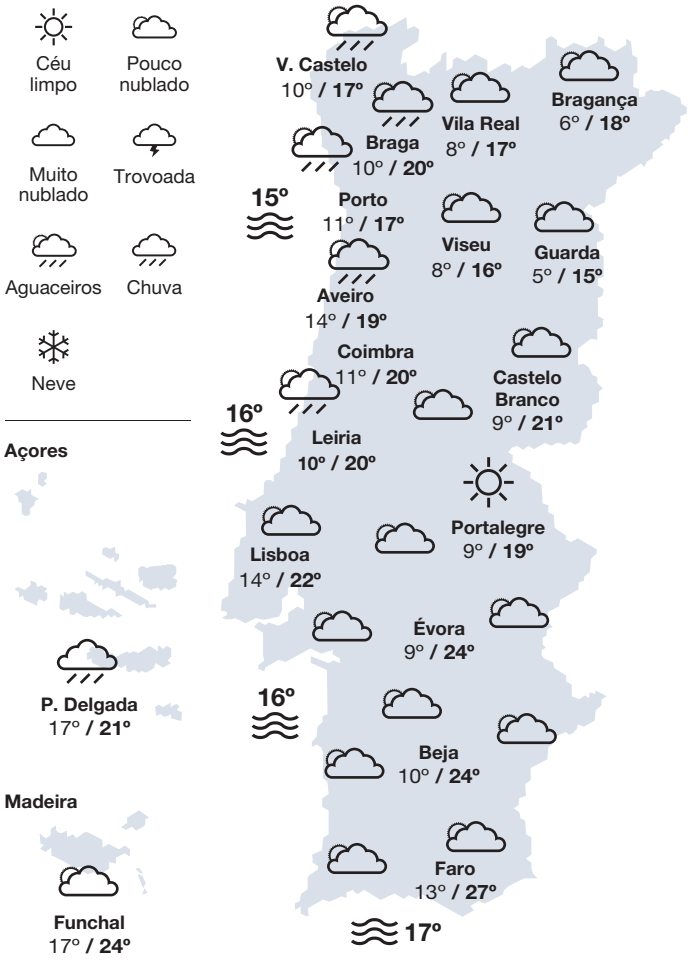 Céu
limpo
Pouco
nublado
Muito
nublado
Trovoada
Aguaceiros
Chuva
Neve
Açores
P. Delgada
17º / 21º
Madeira
Funchal
17º / 24º
V. Castelo
10º / 17º
Braga
10º / 20º
Vila Real
8º / 17º
Bragança
6º / 18º
15º
Porto
11º / 17º
Viseu
8º / 16º
Guarda
5º / 15º
Aveiro
14º / 19º
Coimbra
11º / 20º
Castelo
Branco
9º / 21º
16º
Leiria
10º / 20º
Portalegre
9º / 19º
Lisboa
14º / 22º
Évora
9º / 24º
16º
Beja
10º / 24º
Faro
13º / 27º
17º